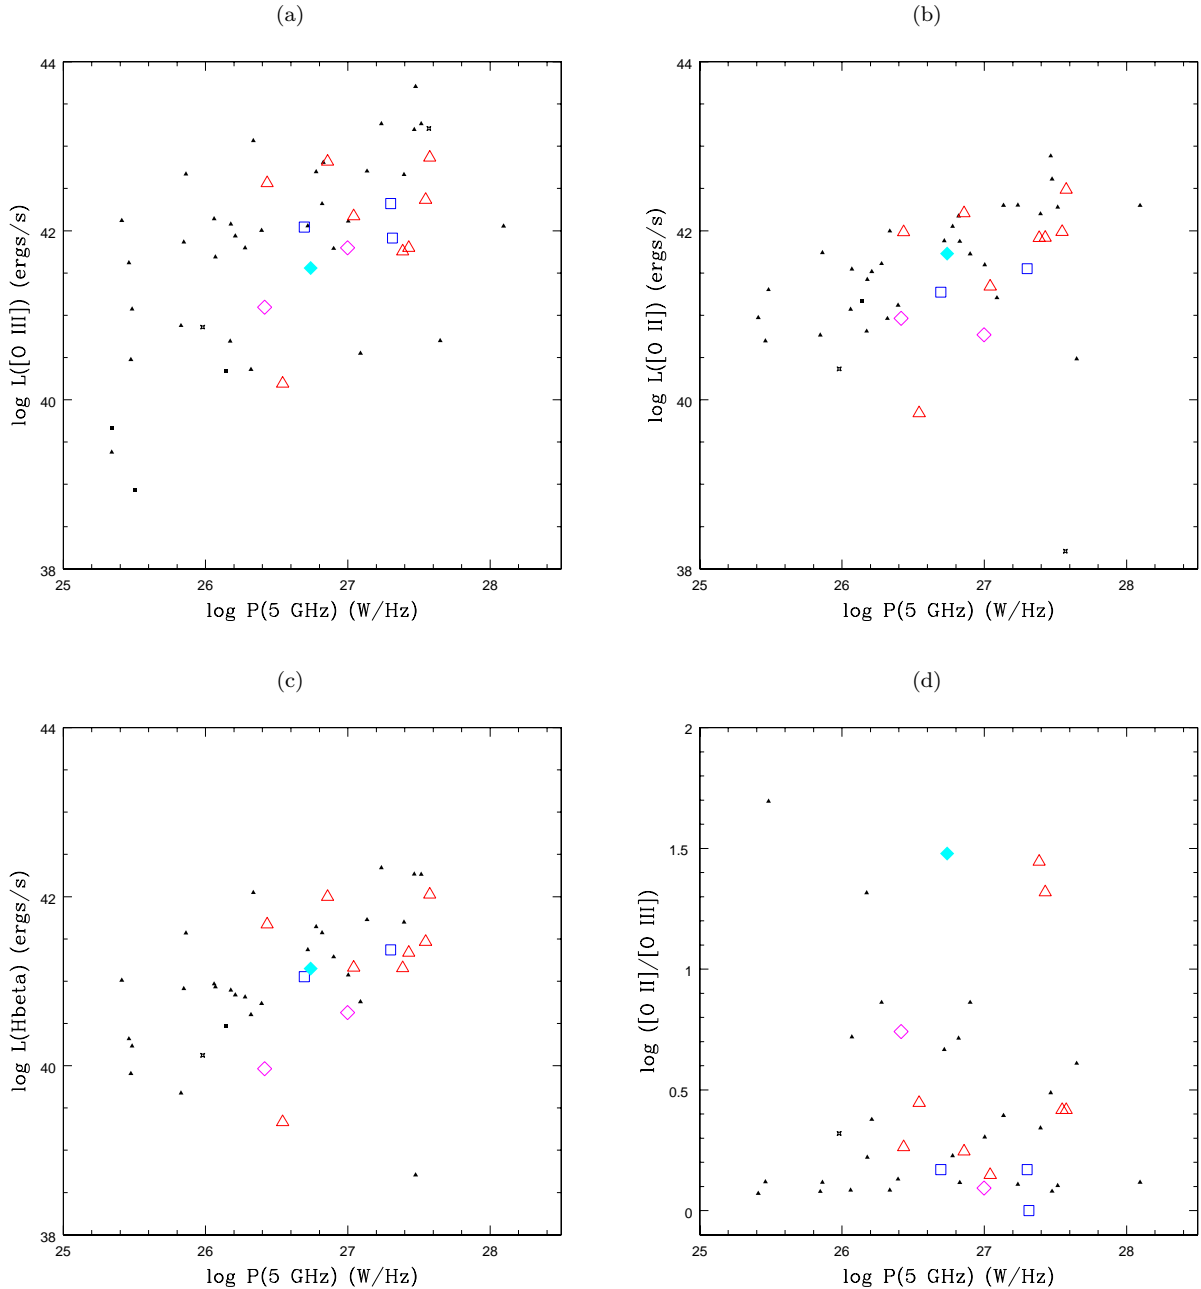 (a)
44
42
40
38
25
26
27
28
log L([O III]) (ergs/s)
log P(5 GHz) (W/Hz)
(b)
44
42
40
38
25
26
27
28
log L([O II]) (ergs/s)
log P(5 GHz) (W/Hz)
(c)
44
42
40
38
25
26
27
28
log L(Hbeta) (ergs/s)
log P(5 GHz) (W/Hz)
(d)
2
1.5
1
0.5
0
25
26
27
28
log ([O II]/[O III])
log P(5 GHz) (W/Hz)